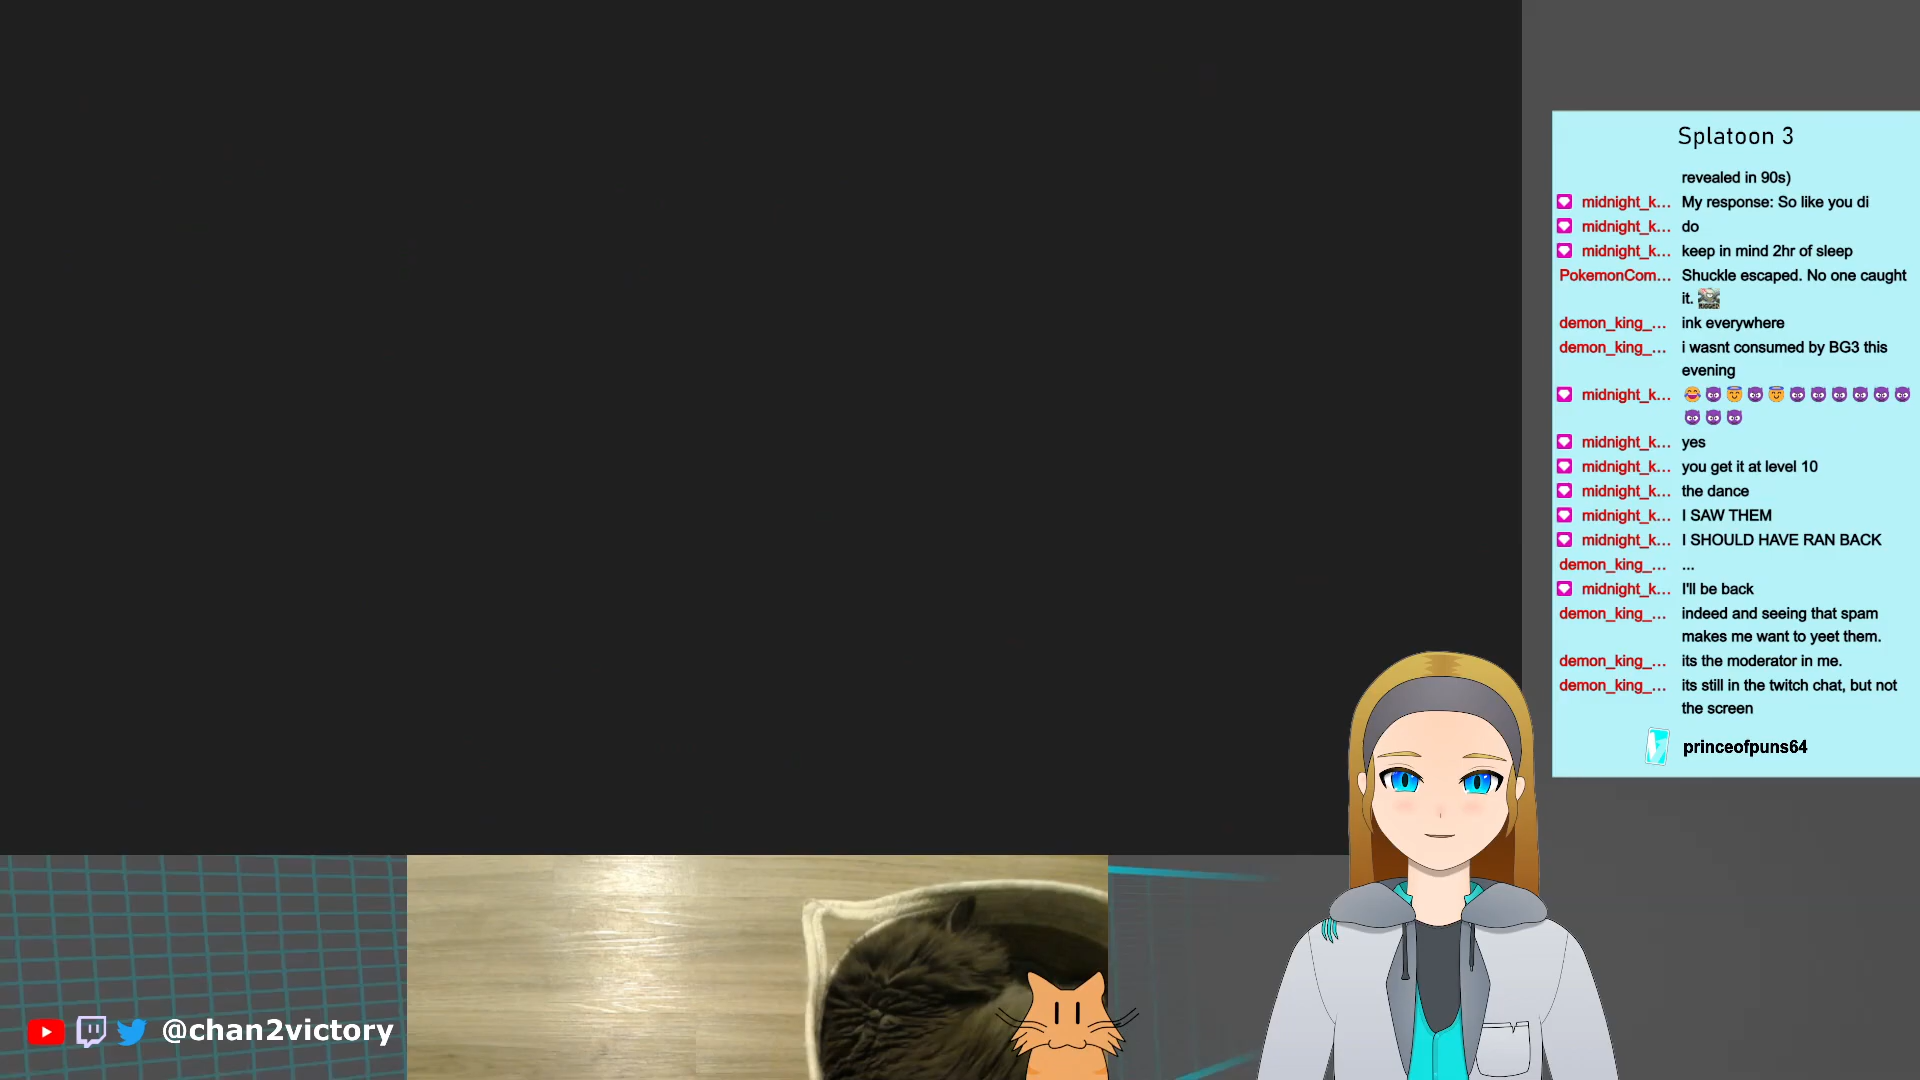 Splatoon 3
revealed in 90s)
midnight_k... My response: So like you di
midnight_k... do
midnight_k... keep in mind 2hr of sleep
PokemonCom... Shuckle escaped. No one caught
it.
demon_king_... ink everywhere
demon_king_... i wasnt consumed by BG3 this
evening
midnight_k...
midnight_k... yes
midnight_k... you get it at level 10
midnight_k... the dance
midnight_k... I SAW THEM
midnight_k... I SHOULD HAVE RAN BACK
demon_king_... ...
midnight_k... I'll be back
demon_king_... indeed and seeing that spam
makes me want to yeet them.
demon_king_... its the moderator in me.
demon_king_... its still in the twitch chat, but not
the screen
princeofpuns64
@chan2victory